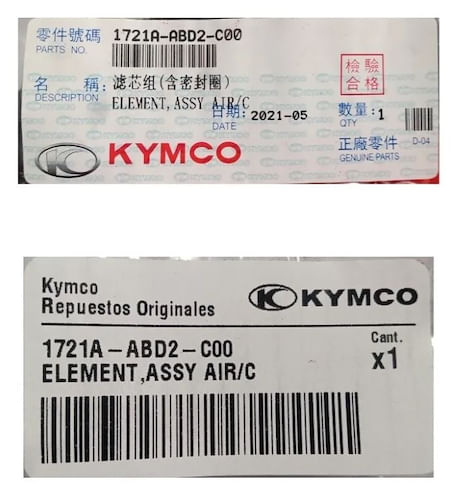 零件號碼 1721A-ABD2-C00
PARTS NO.
名 稱: 滤芯组(含密封圈)
DESCRIPTION ELEMENT,ASSY AIR/C
檢驗
合格
日期: 2021-05
DATE
數量:1
QTY
KYMCO
正廠零件 D-04
GENUINE PARTS
Kymco
Repuestos Originales
KYMCO
1721A-ABD2-C00
ELEMENT,ASSY AIR/C
Cant.
x1